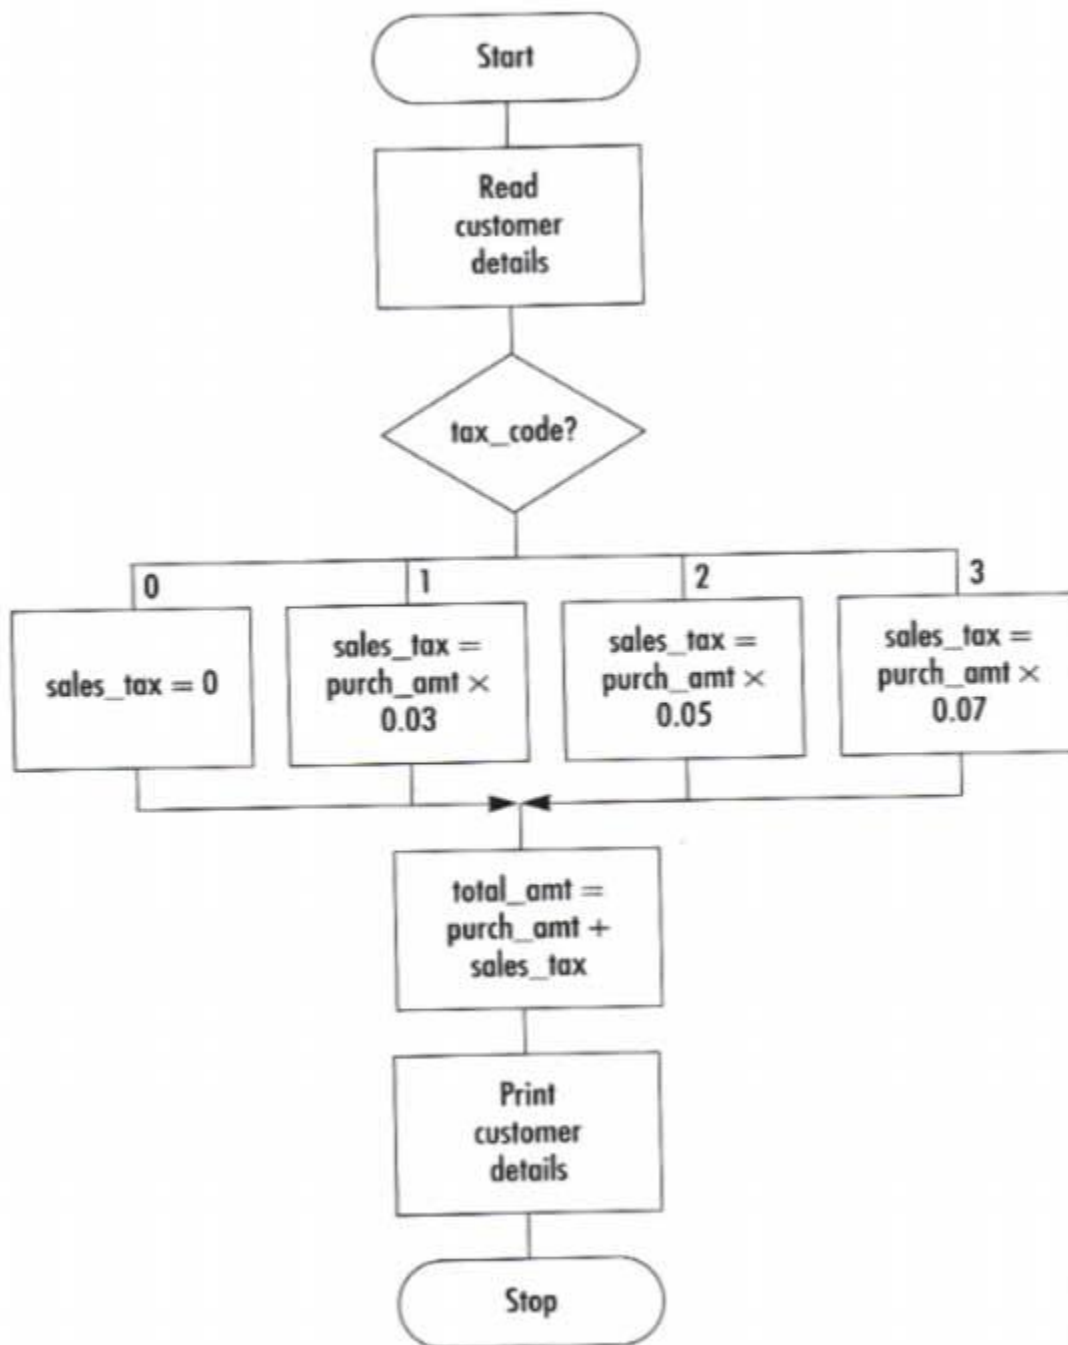 Start
Read
customer
details
tax_code?
0
1
2
3
sales_tax = 0
sales_tax =
purch_amt ×
0.03
sales_tax =
purch_amt ×
0.05
sales_tax =
purch_amt ×
0.07
total_amt =
purch_amt +
sales_tax
Print
customer
details
Stop